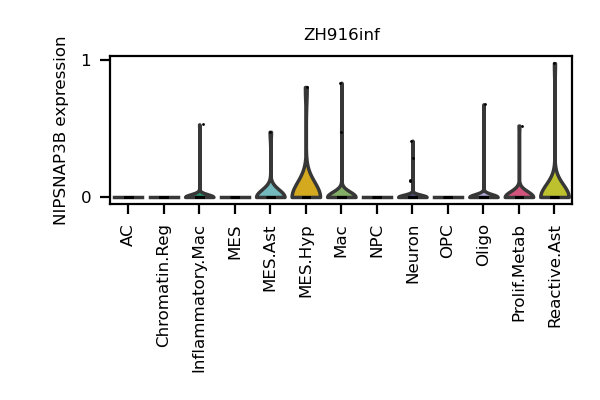 ZH916inf
NIPSNAP3B expression
1
0
AC
Chromatin.Reg
Inflammatory.Mac
MES
MES.Ast
MES.Hyp
Mac
NPC
Neuron
OPC
Oligo
Prolif.Metab
Reactive.Ast